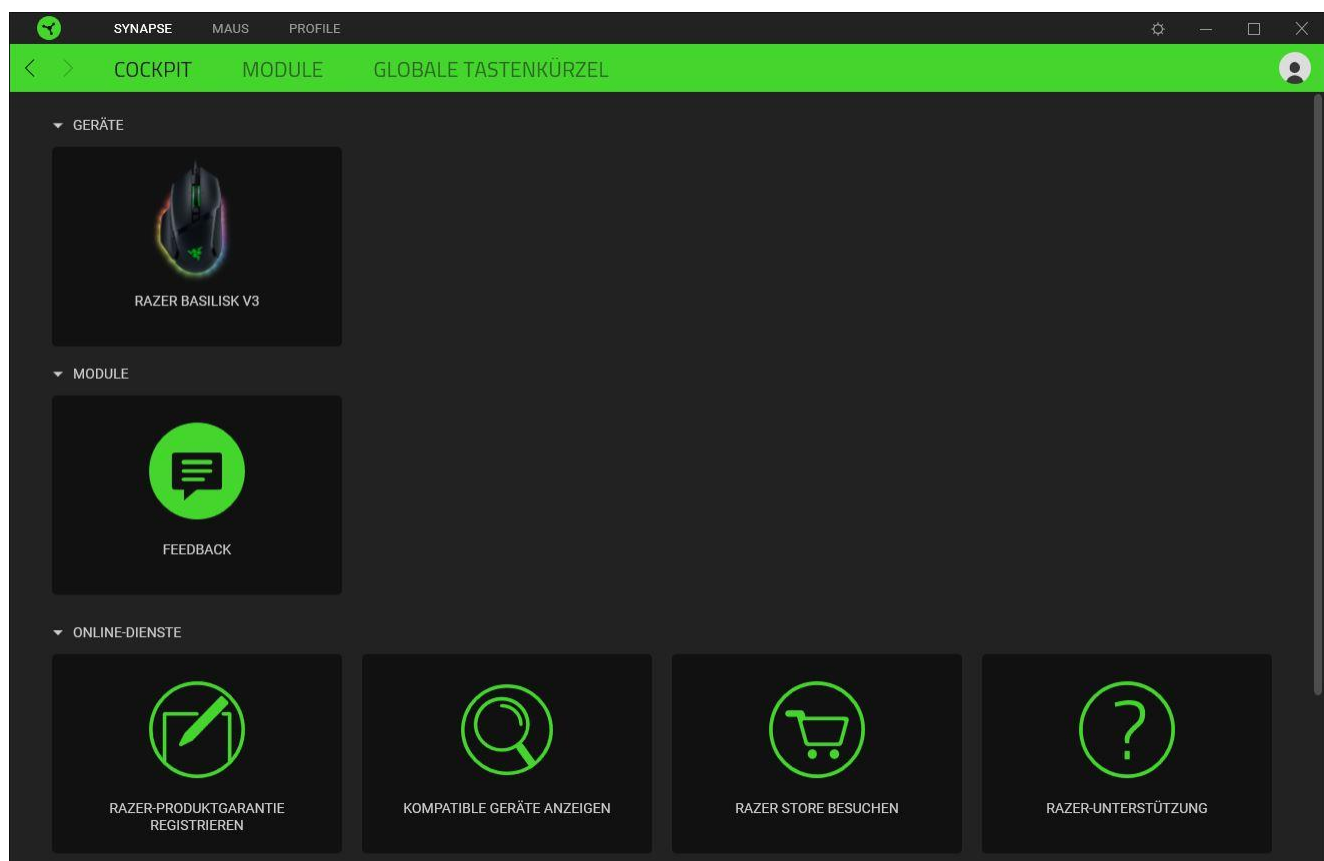 SYNAPSE MAUS PROFILE
COCKPIT MODULE GLOBALE TASTENKÜRZEL
GERÄTE
RAZER BASILISK V3
MODULE
FEEDBACK
ONLINE-DIENSTE
RAZER-PRODUKTGARANTIE
REGISTRIEREN
KOMPATIBLE GERÄTE ANZEIGEN
RAZER STORE BESUCHEN
RAZER-UNTERSTÜTZUNG